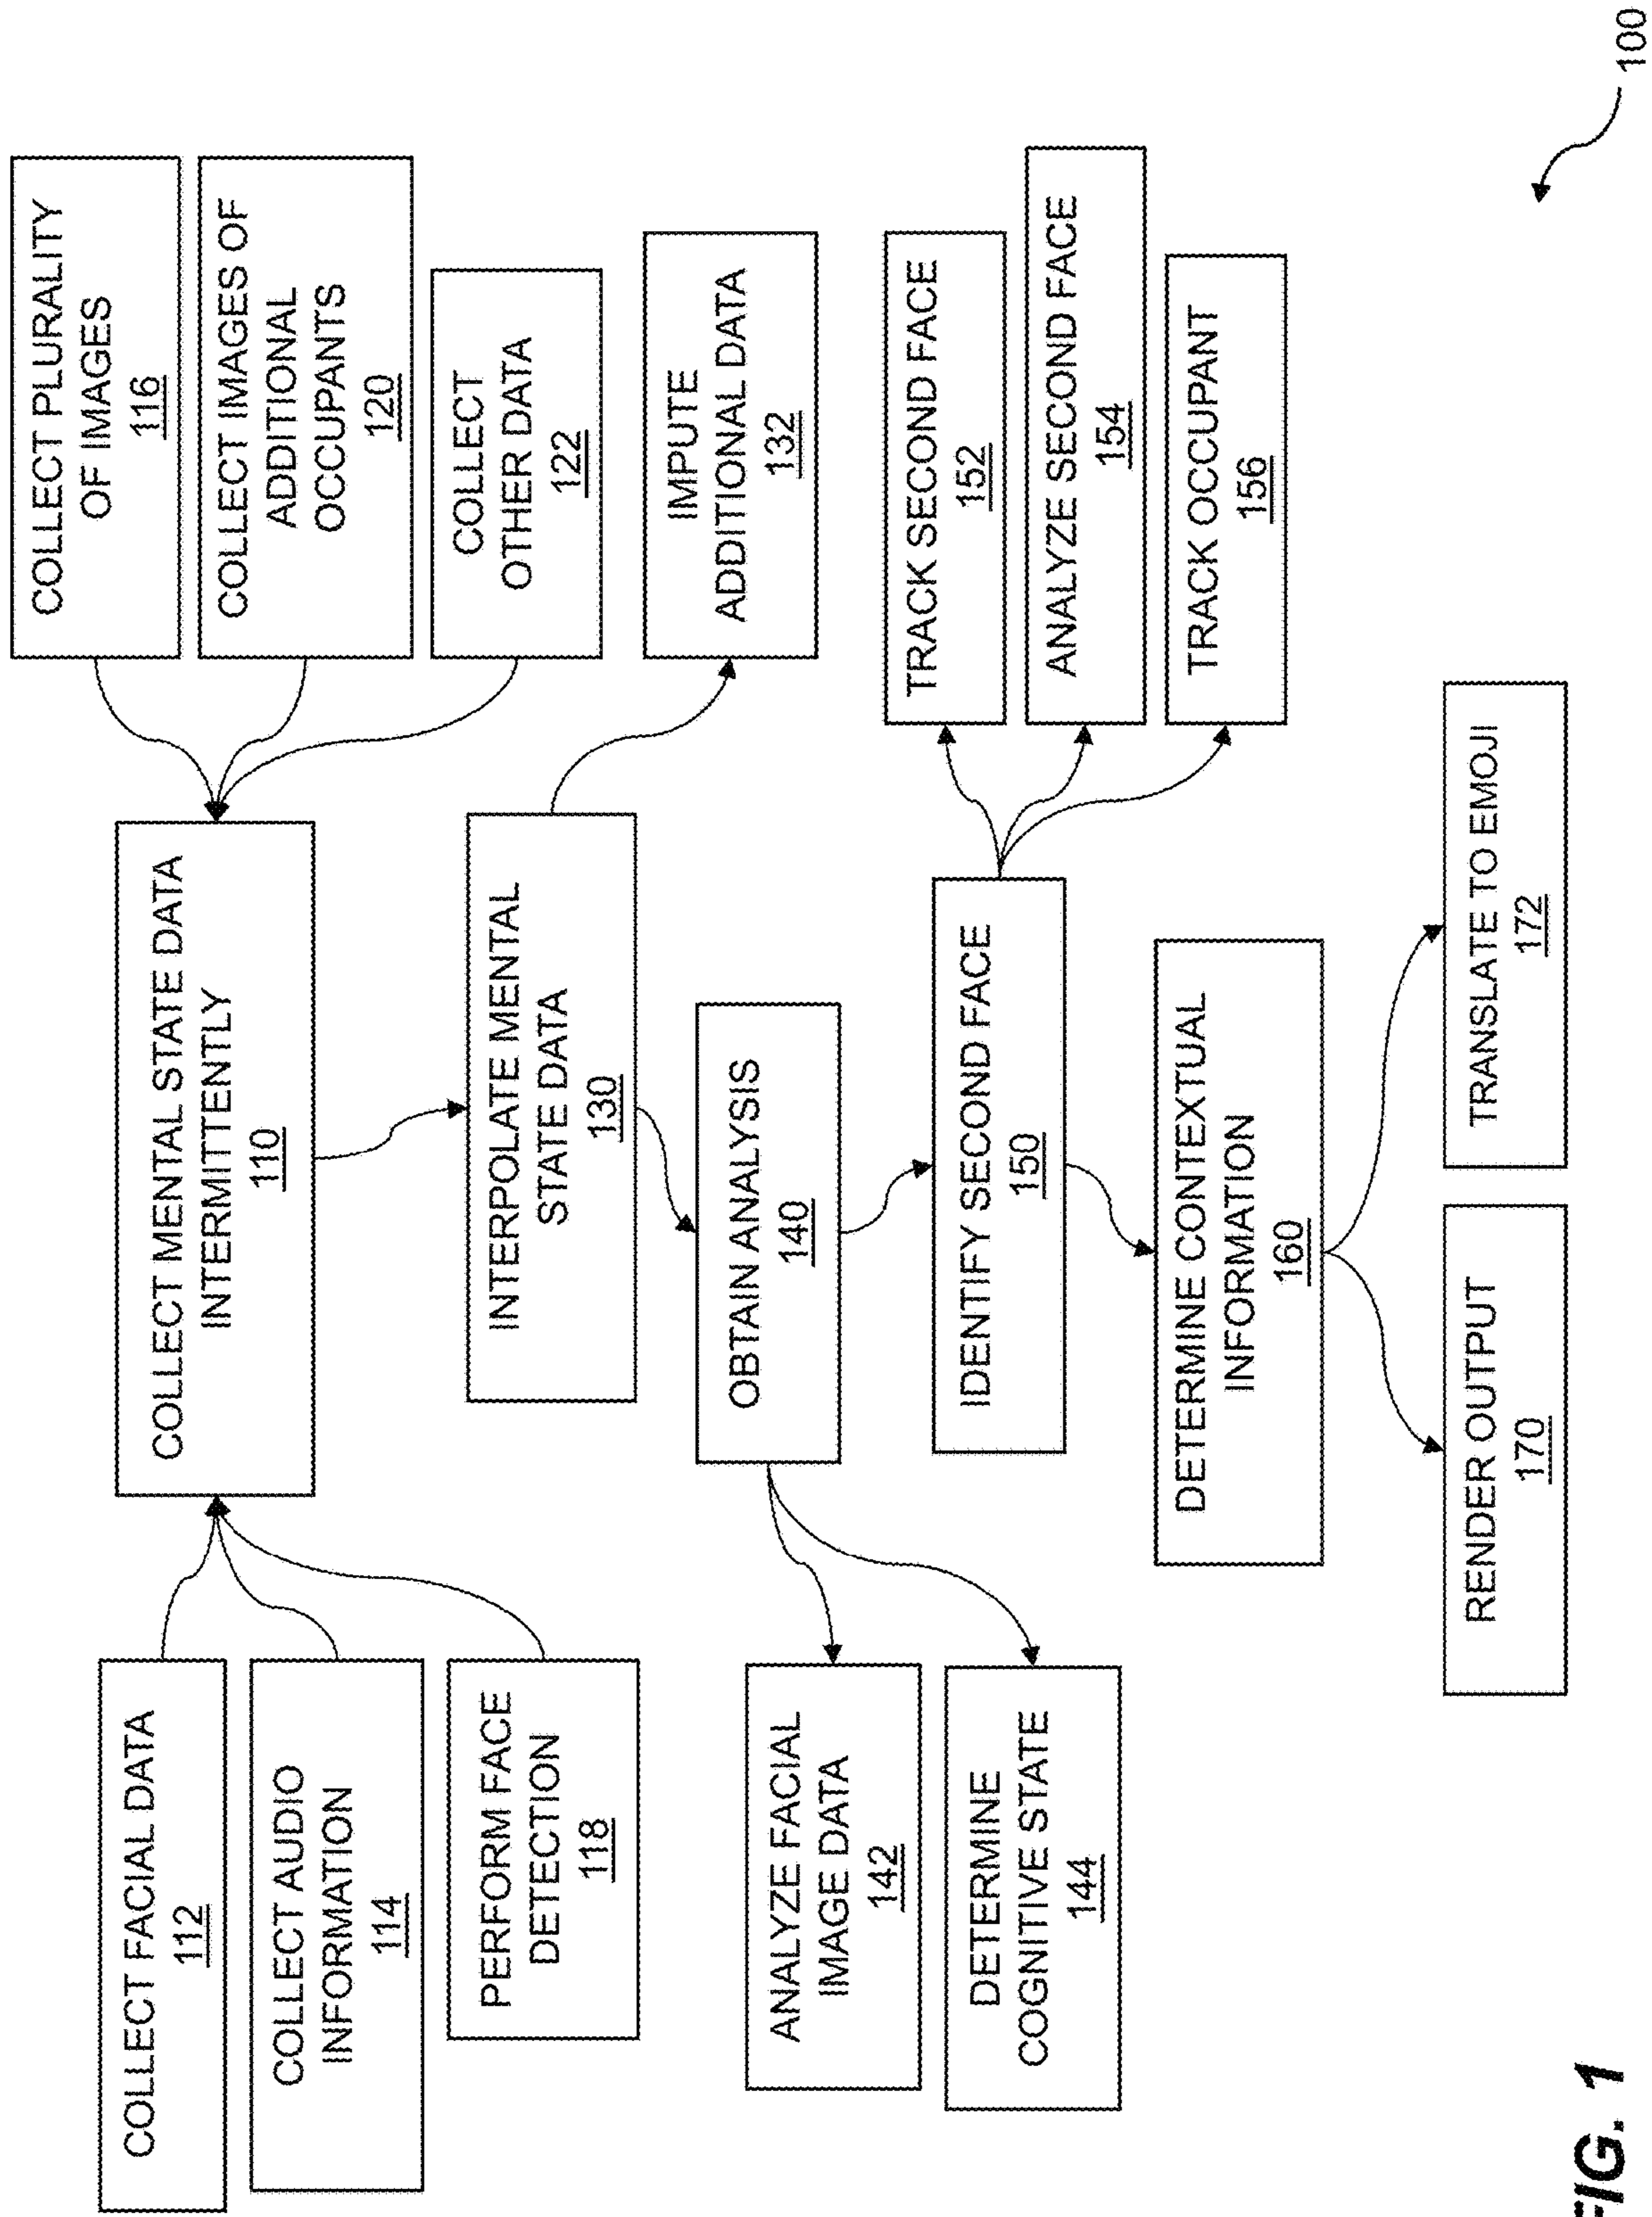 COLLECT FACIAL DATA
112
COLLECT AUDIO
INFORMATION
114
PERFORM FACE
DETECTION
118
COLLECT MENTAL STATE DATA
INTERMITTENTLY
110
COLLECT PLURALITY
OF IMAGES
116
COLLECT IMAGES OF
ADDITIONAL
OCCUPANTS
120
COLLECT
OTHER DATA
122
INTERPOLATE MENTAL
STATE DATA
130
IMPUTE
ADDITIONAL DATA
132
OBTAIN ANALYSIS
140
ANALYZE FACIAL
IMAGE DATA
142
DETERMINE
COGNITIVE STATE
144
IDENTIFY SECOND FACE
150
TRACK SECOND FACE
152
ANALYZE SECOND FACE
154
TRACK OCCUPANT
156
DETERMINE CONTEXTUAL
INFORMATION
160
RENDER OUTPUT
170
TRANSLATE TO EMOJI
172
FIG. 1
100